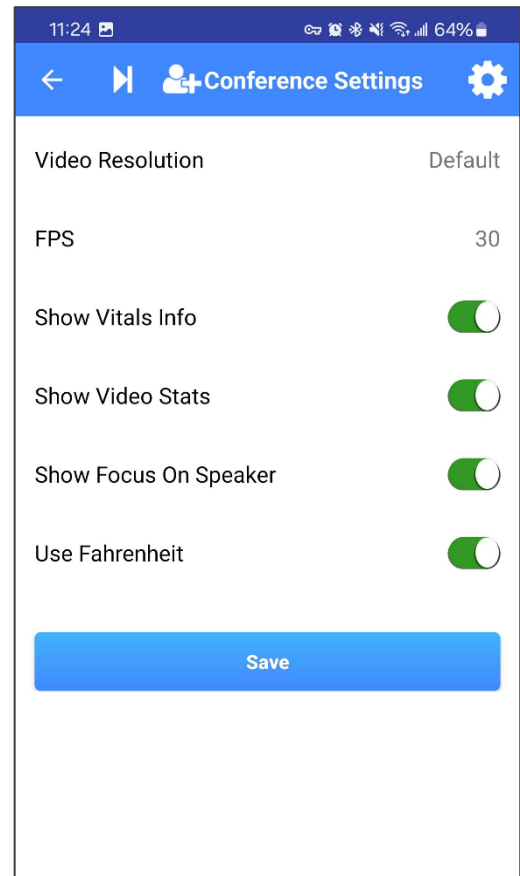 11:24 64%
Conference Settings
Video Resolution Default
FPS 30
Show Vitals Info
Show Video Stats
Show Focus On Speaker
Use Fahrenheit
Save